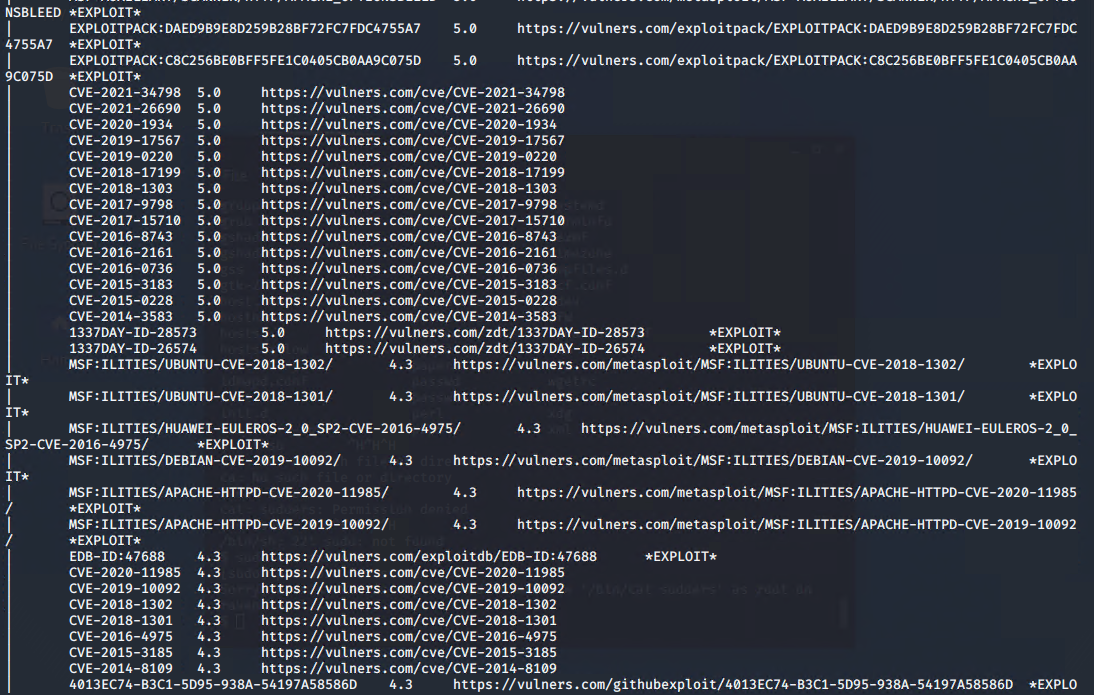 NSBLEED *EXPLOIT*
| EXPLOITPACK:DAED9B9E8D259B28BF72FC7FDC4755A7 5.0 https://vulners.com/exploitpack/EXPLOITPACK:DAED9B9E8D259B28BF72FC7FDC
4755A7 *EXPLOIT*
| EXPLOITPACK:C8C256BE0BFF5FE1C0405CB0AA9C075D 5.0 https://vulners.com/exploitpack/EXPLOITPACK:C8C256BE0BFF5FE1C0405CB0AA
9C075D *EXPLOIT*
| CVE-2021-34798 5.0 https://vulners.com/cve/CVE-2021-34798
| CVE-2021-26690 5.0 https://vulners.com/cve/CVE-2021-26690
| CVE-2020-1934 5.0 https://vulners.com/cve/CVE-2020-1934
| CVE-2019-17567 5.0 https://vulners.com/cve/CVE-2019-17567
| CVE-2019-0220 5.0 https://vulners.com/cve/CVE-2019-0220
| CVE-2018-17199 5.0 https://vulners.com/cve/CVE-2018-17199
| CVE-2018-1303 5.0 https://vulners.com/cve/CVE-2018-1303
| CVE-2017-9798 5.0 https://vulners.com/cve/CVE-2017-9798
| CVE-2017-15710 5.0 https://vulners.com/cve/CVE-2017-15710
| CVE-2016-8743 5.0 https://vulners.com/cve/CVE-2016-8743
| CVE-2016-2161 5.0 https://vulners.com/cve/CVE-2016-2161
| CVE-2016-0736 5.0 https://vulners.com/cve/CVE-2016-0736
| CVE-2015-3183 5.0 https://vulners.com/cve/CVE-2015-3183
| CVE-2015-0228 5.0 https://vulners.com/cve/CVE-2015-0228
| CVE-2014-3583 5.0 https://vulners.com/cve/CVE-2014-3583
| 1337DAY-ID-28573 5.0 https://vulners.com/zdt/1337DAY-ID-28573 *EXPLOIT*
| 1337DAY-ID-26574 5.0 https://vulners.com/zdt/1337DAY-ID-26574 *EXPLOIT*
| MSF:ILITIES/UBUNTU-CVE-2018-1302/ 4.3 https://vulners.com/metasploit/MSF:ILITIES/UBUNTU-CVE-2018-1302/ *EXPLO
IT*
| MSF:ILITIES/UBUNTU-CVE-2018-1301/ 4.3 https://vulners.com/metasploit/MSF:ILITIES/UBUNTU-CVE-2018-1301/ *EXPLO
IT*
| MSF:ILITIES/HUAWEI-EULEROS-2_0_SP2-CVE-2016-4975/ 4.3 https://vulners.com/metasploit/MSF:ILITIES/HUAWEI-EULEROS-2_0_
SP2-CVE-2016-4975/ *EXPLOIT*
| MSF:ILITIES/DEBIAN-CVE-2019-10092/ 4.3 https://vulners.com/metasploit/MSF:ILITIES/DEBIAN-CVE-2019-10092/ *EXPLO
IT*
| MSF:ILITIES/APACHE-HTTPD-CVE-2020-11985/ 4.3 https://vulners.com/metasploit/MSF:ILITIES/APACHE-HTTPD-CVE-2020-11985
/ *EXPLOIT*
| MSF:ILITIES/APACHE-HTTPD-CVE-2019-10092/ 4.3 https://vulners.com/metasploit/MSF:ILITIES/APACHE-HTTPD-CVE-2019-10092
/ *EXPLOIT*
| EDB-ID:47688 4.3 https://vulners.com/exploitdb/EDB-ID:47688 *EXPLOIT*
| CVE-2020-11985 4.3 https://vulners.com/cve/CVE-2020-11985
| CVE-2019-10092 4.3 https://vulners.com/cve/CVE-2019-10092
| CVE-2018-1302 4.3 https://vulners.com/cve/CVE-2018-1302
| CVE-2018-1301 4.3 https://vulners.com/cve/CVE-2018-1301
| CVE-2016-4975 4.3 https://vulners.com/cve/CVE-2016-4975
| CVE-2015-3185 4.3 https://vulners.com/cve/CVE-2015-3185
| CVE-2014-8109 4.3 https://vulners.com/cve/CVE-2014-8109
| 4013EC74-B3C1-5D95-938A-54197A58586D 4.3 https://vulners.com/githubexploit/4013EC74-B3C1-5D95-938A-54197A58586D *EXPLO